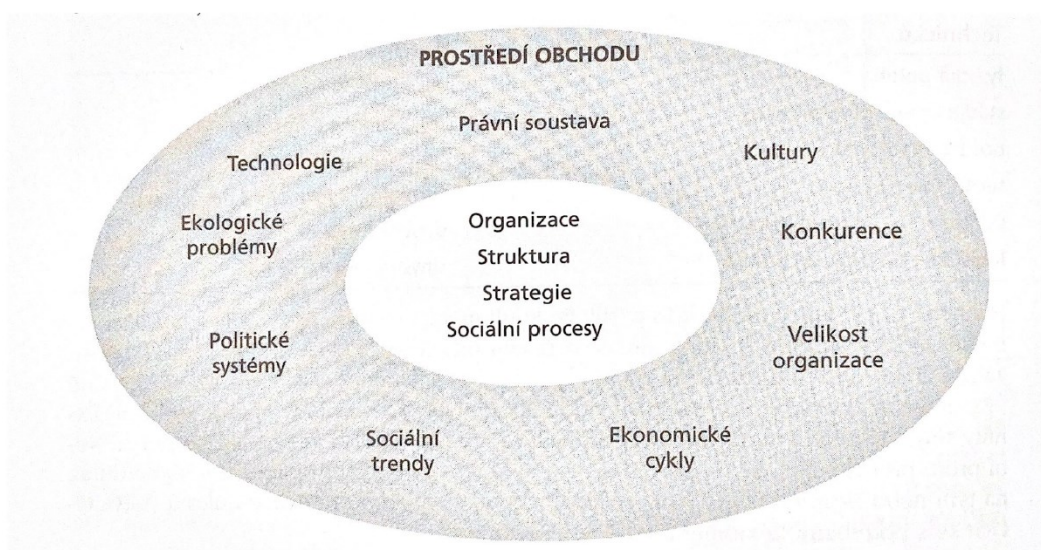 PROSTŘEDÍ OBCHODU
Právní soustava
Technologie
Kultury
Ekologické
problémy
Organizace
Struktura
Strategie
Sociální procesy
Konkurence
Politické
systémy
Velikost
organizace
Sociální
trendy
Ekonomické
cykly